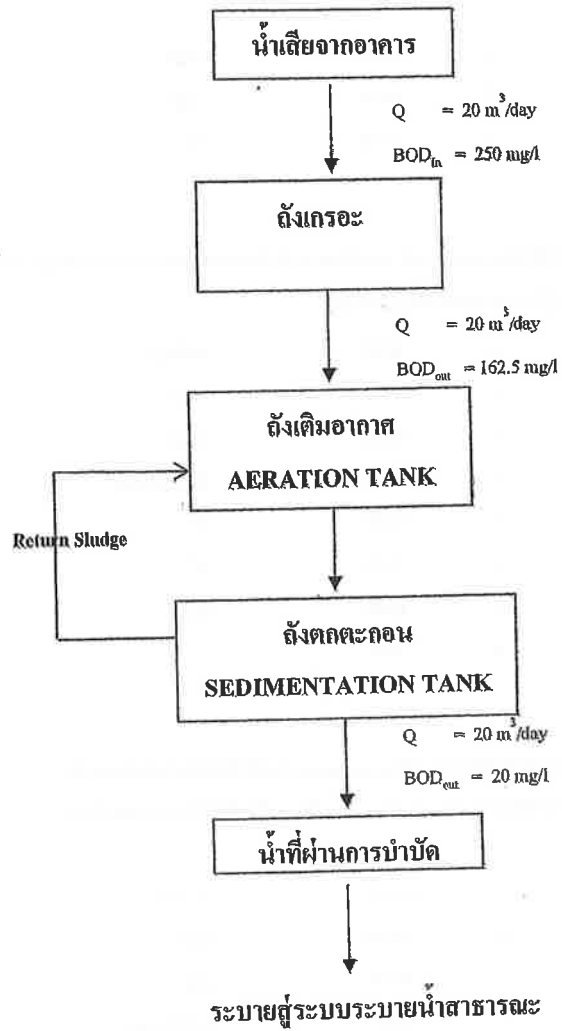 น้ำเสียจากอาคาร
Q = 20 m³/day
BOD_in = 250 mg/l
ถังเกรอะ
Q = 20 m³/day
BOD_out = 162.5 mg/l
ถังเติมอากาศ
AERATION TANK
Return Sludge
ถังตกตะกอน
SEDIMENTATION TANK
Q = 20 m³/day
BOD_out = 20 mg/l
น้ำที่ผ่านการบำบัด
ระบายสู่ระบบระบายน้ำสาธารณะ